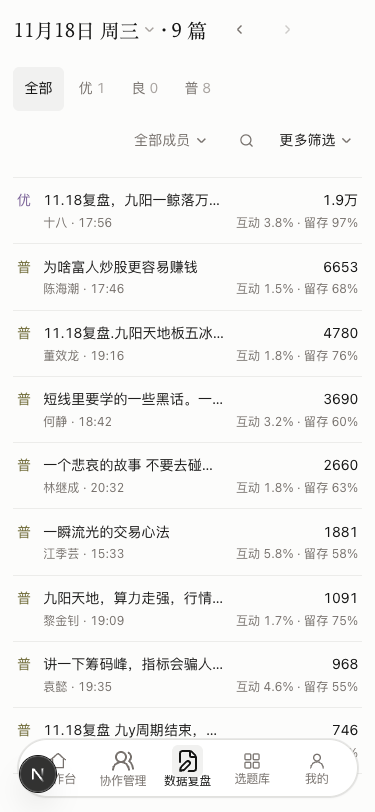 11月18日 周三 · 9 篇
全部 优 1 良 0 普 8
全部成员 更多筛选
优 11.18复盘，九阳一鲸落万... 1.9万
十八 · 17:56 互动 3.8% · 留存 97%
普 为啥富人炒股更容易赚钱 6653
陈海潮 · 17:46 互动 1.5% · 留存 68%
普 11.18复盘.九阳天地板五冰... 4780
董效龙 · 19:16 互动 1.8% · 留存 76%
普 短线里要学的一些黑话。一... 3690
何静 · 18:42 互动 3.2% · 留存 60%
普 一个悲哀的故事 不要去碰... 2660
林继成 · 20:32 互动 1.8% · 留存 63%
普 一瞬流光的交易心法 1881
江季芸 · 15:33 互动 5.8% · 留存 58%
普 九阳天地，算力走强，行情... 1091
黎金钊 · 19:09 互动 1.7% · 留存 75%
普 讲一下筹码峰，指标会骗人... 968
袁懿 · 19:35 互动 4.6% · 留存 55%
普 11.18复盘 九y周期结束，... 746
%
N 作台 协作管理 数据复盘 选题库 我的